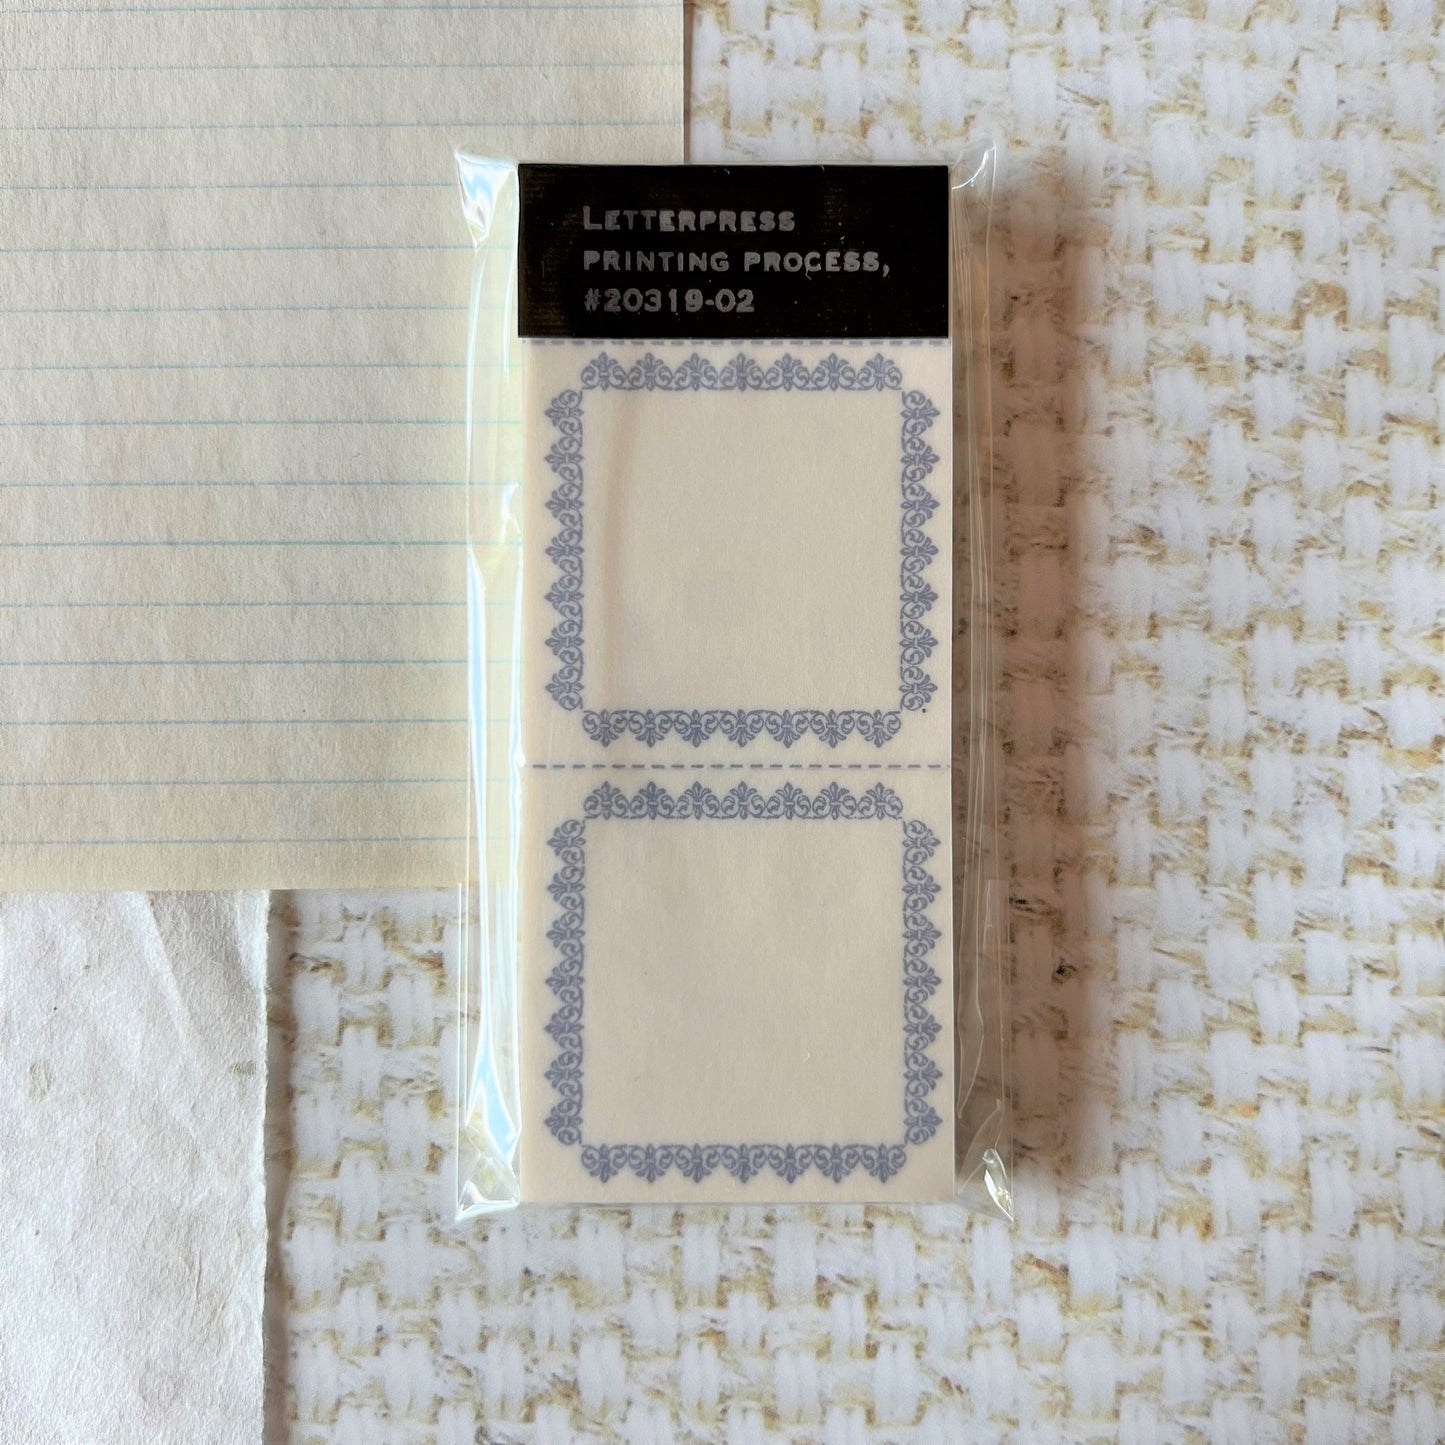 LETTERPRESS
PRINTING PROCESS,
#20319-02